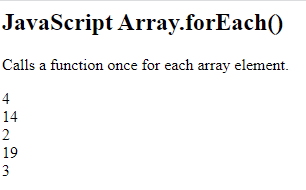 JavaScript Array.forEach()
Calls a function once for each array element.
4
14
2
19
3